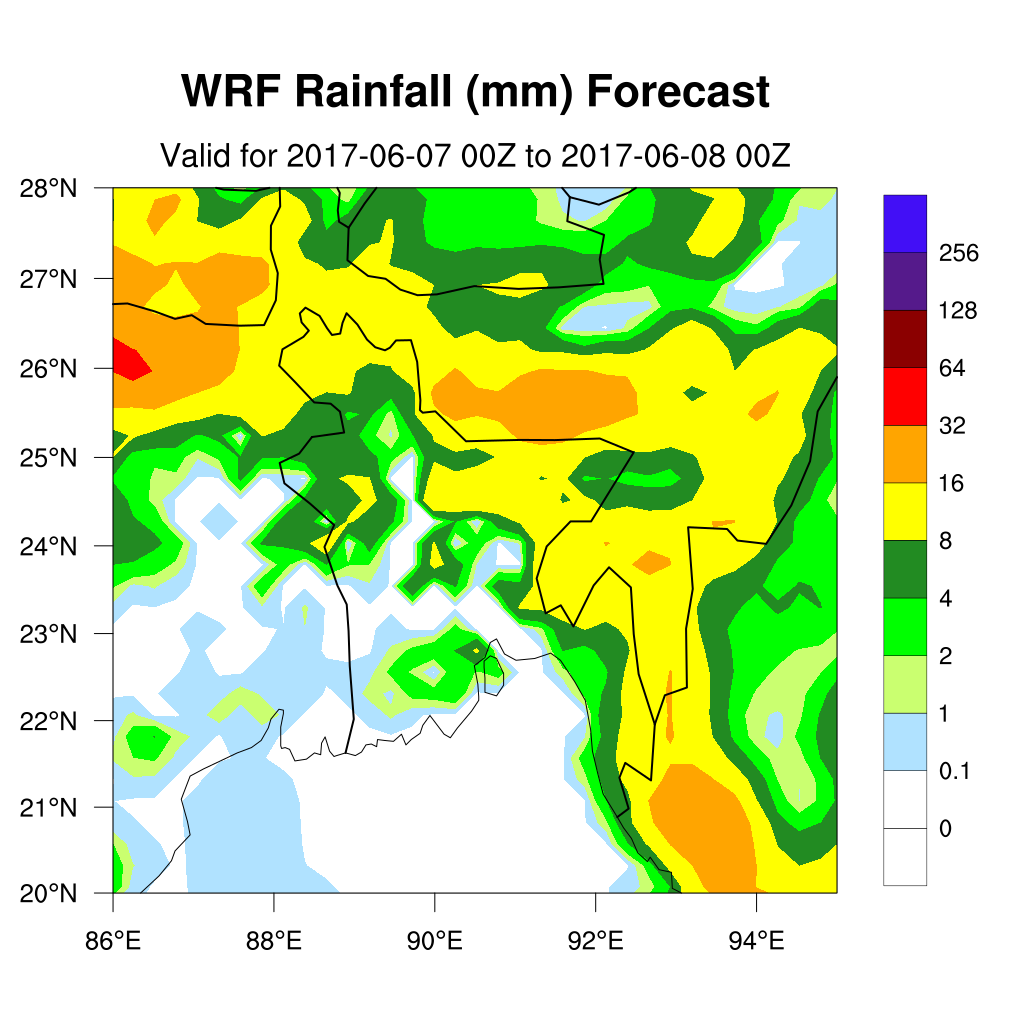 WRF Rainfall (mm) Forecast
Valid for 2017-06-07 00Z to 2017-06-08 00Z
28°N
27°N
26°N
25°N
24°N
23°N
22°N
21°N
20°N
86°E
88°E
90°E
92°E
94°E
256
128
64
32
16
8
4
2
1
0.1
0